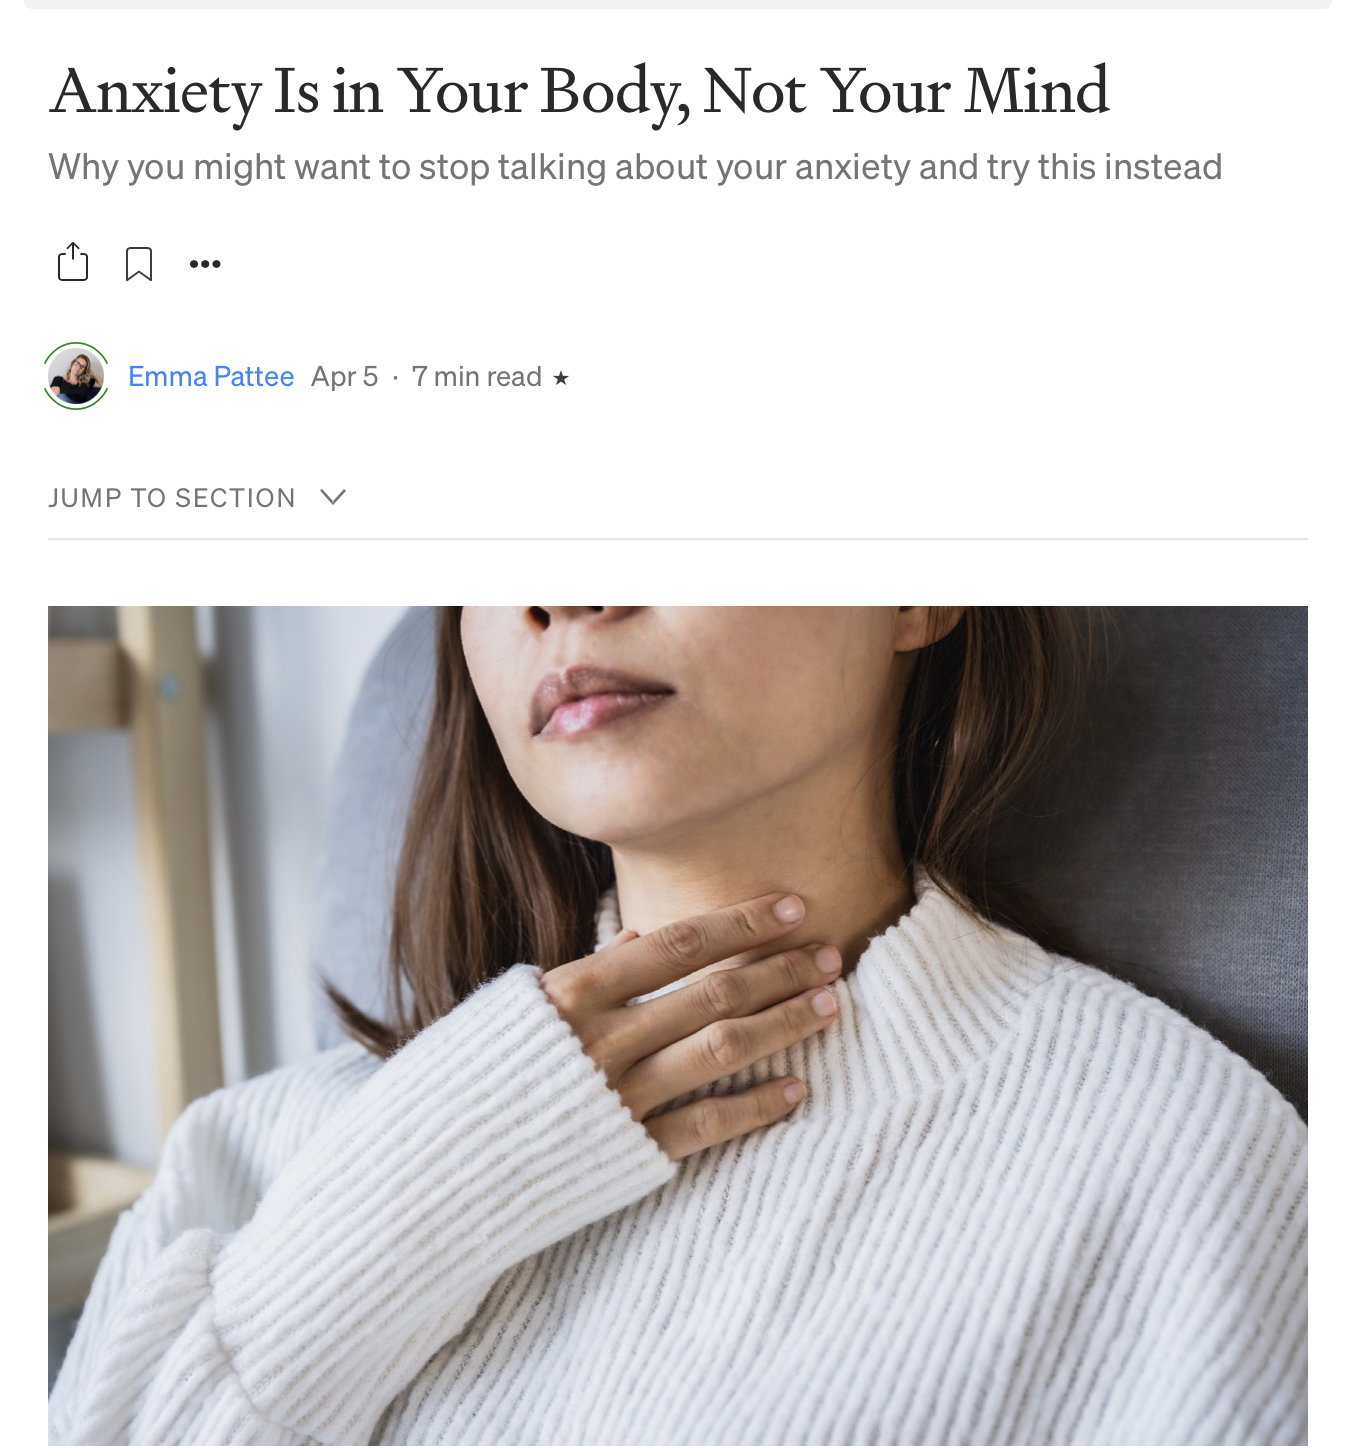 Anxiety Is in Your Body, Not Your Mind
Why you might want to stop talking about your anxiety and try this instead
Emma Pattee Apr 5 · 7 min read ★
JUMP TO SECTION